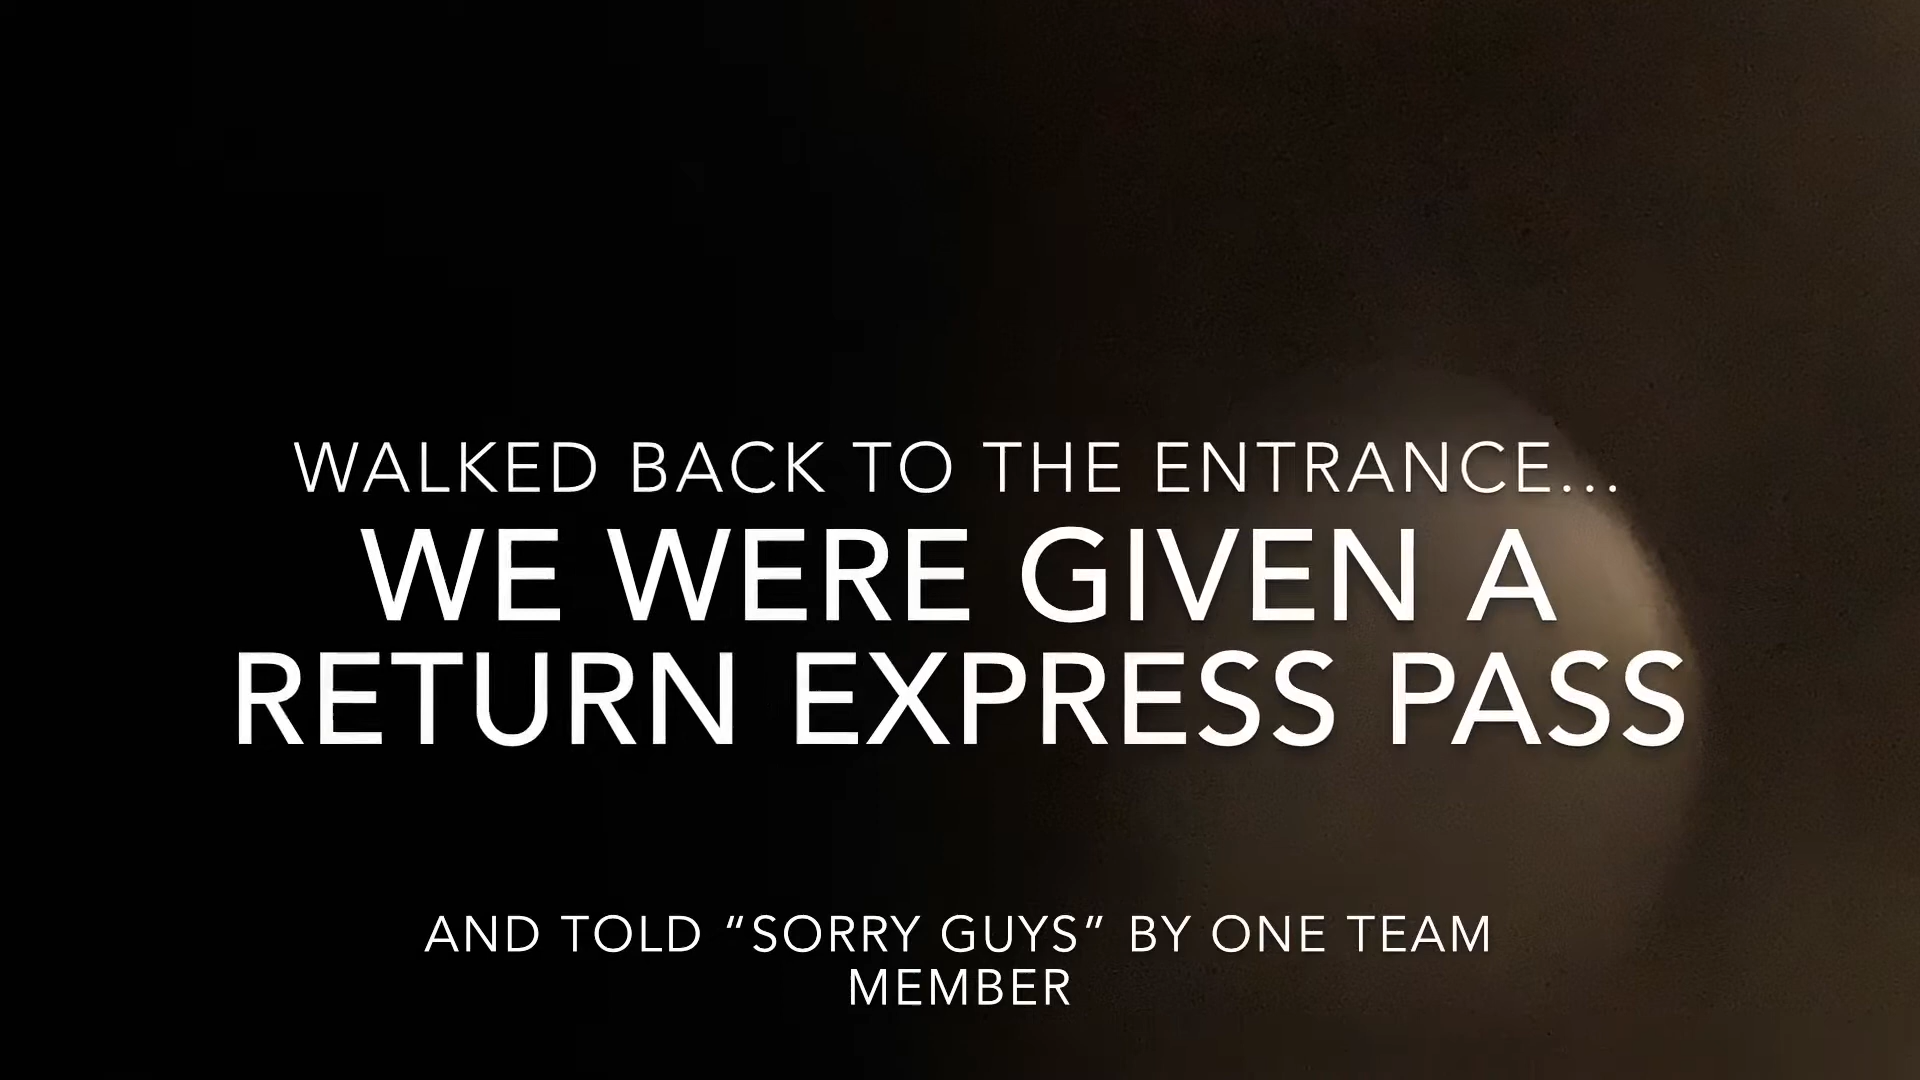 WALKED BACK TO THE ENTRANCE...
WE WERE GIVEN A
RETURN EXPRESS PASS
AND TOLD “SORRY GUYS” BY ONE TEAM
MEMBER